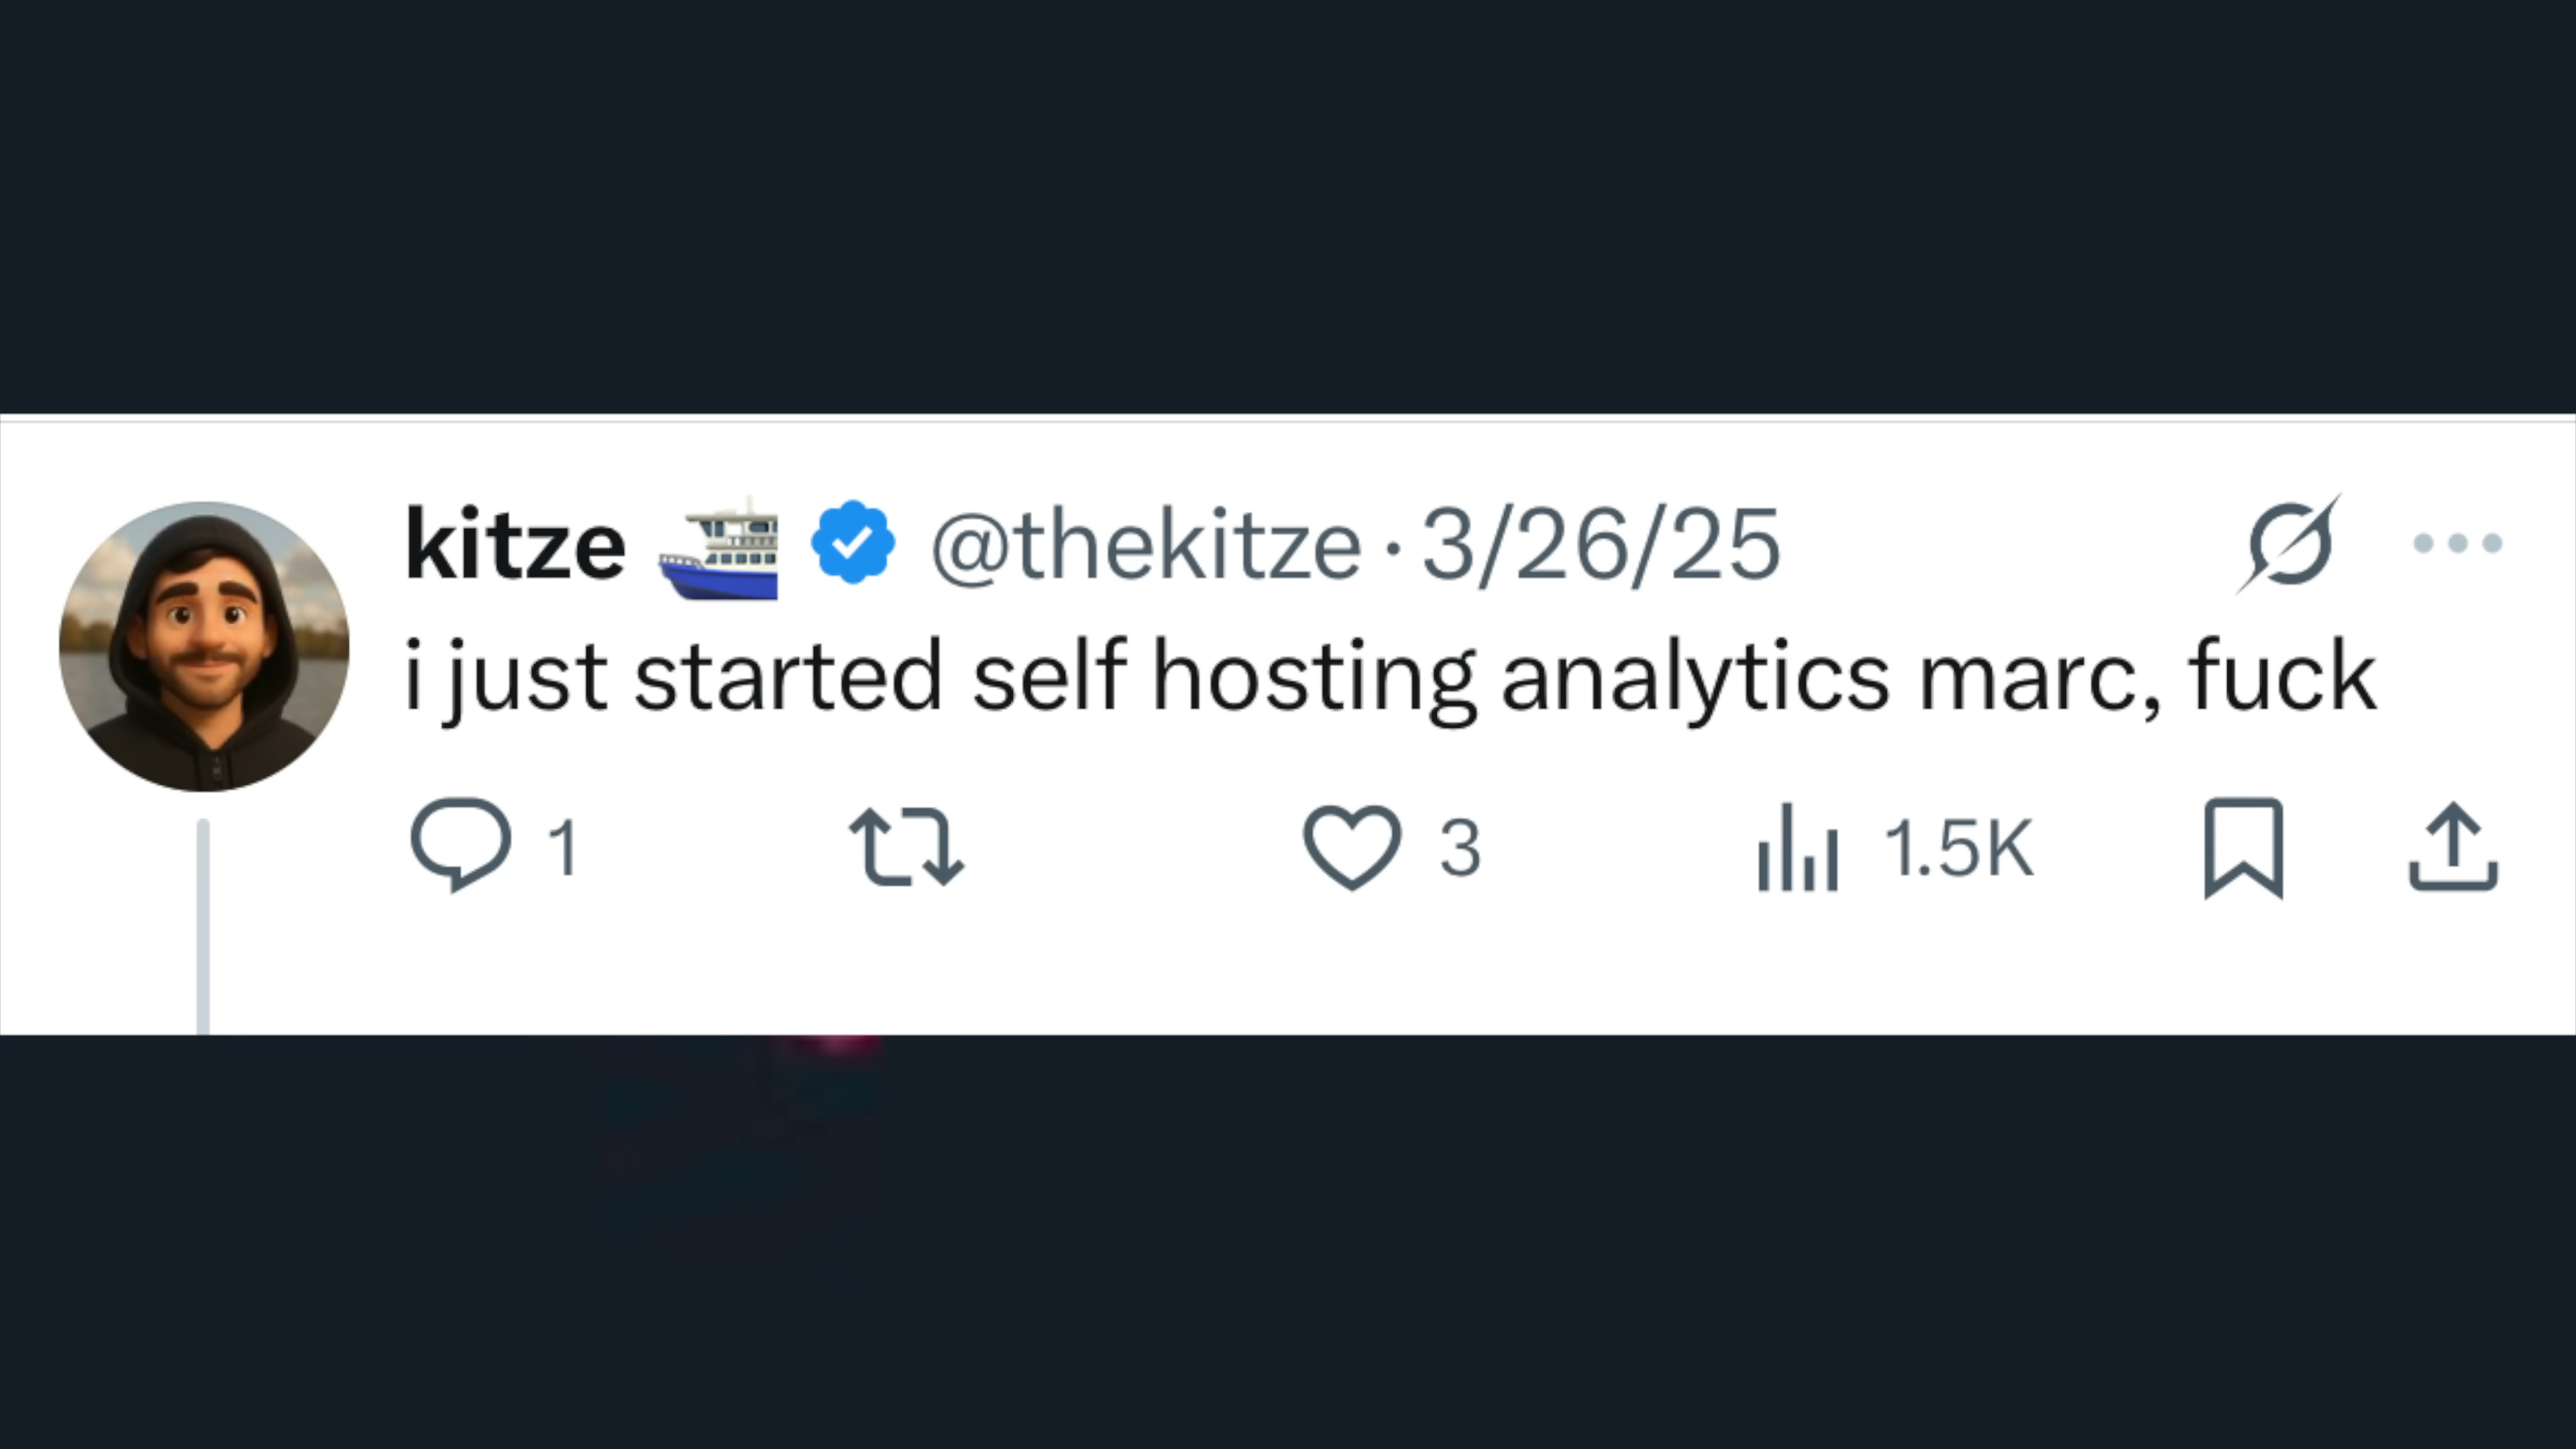 kitze 🛳️ @thekitze · 3/26/25
i just started self hosting analytics marc, fuck
1 3 1.5K